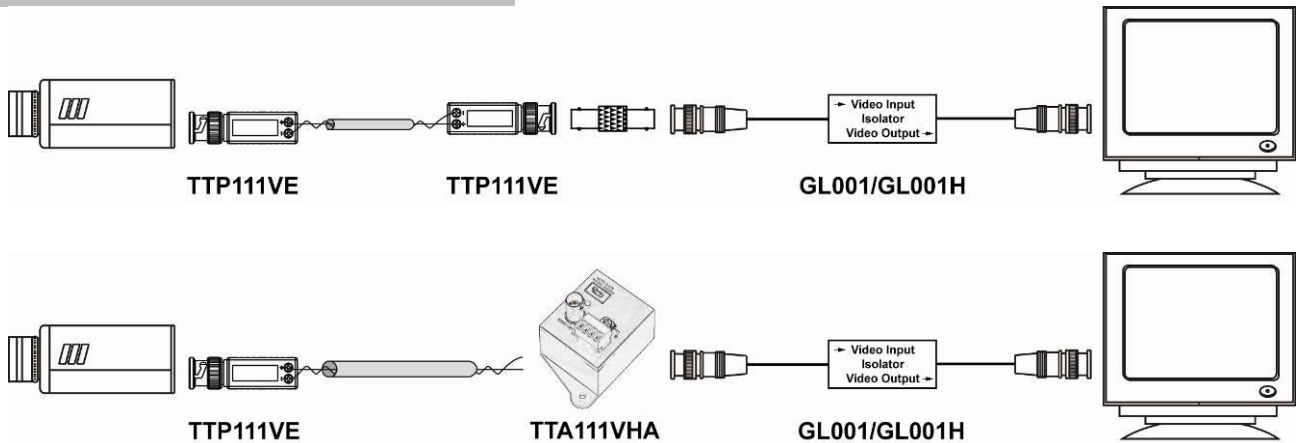 → Video Input
Isolator
Video Output →
TTP111VE
TTP111VE
GL001/GL001H
→ Video Input
Isolator
Video Output →
TTP111VE
TTA111VHA
GL001/GL001H